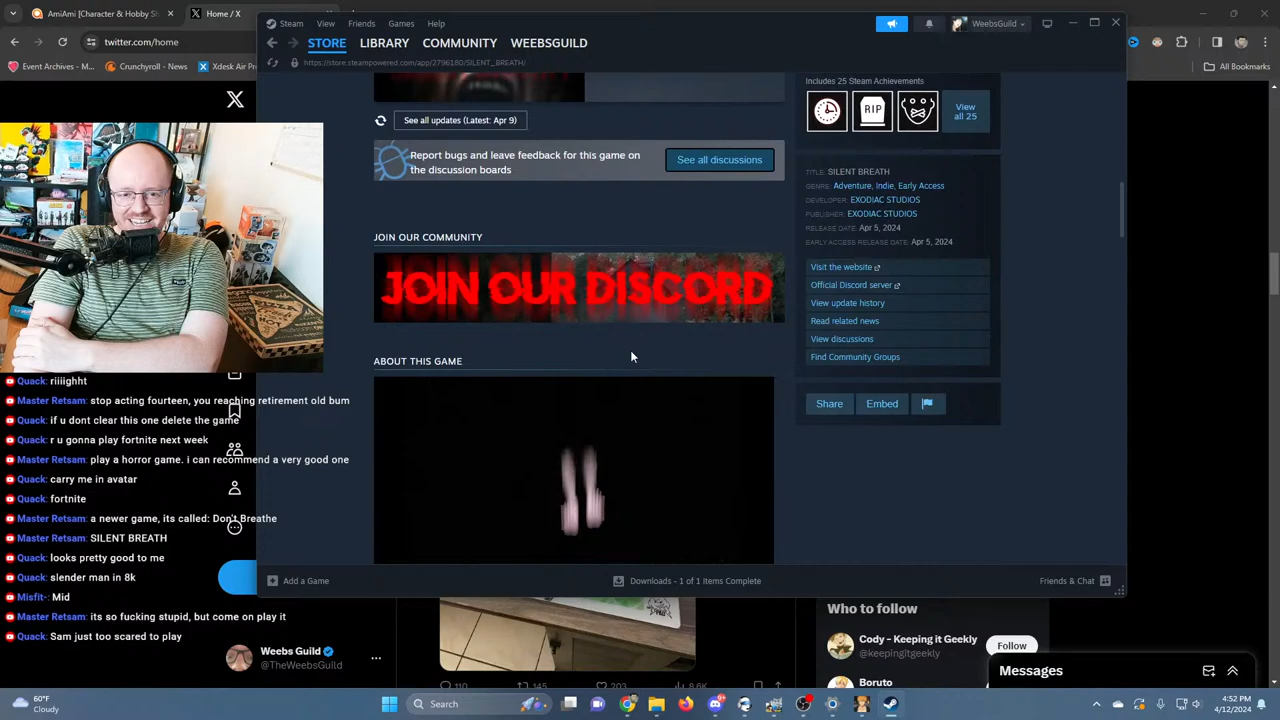 AmiAmi [Character & Hobby S
twitter.com/home
Event Archives - M...
Crunchyroll - News
Xdesk Air Pr
All Bookmarks
Steam View Friends Games Help
WeebsGuild
STORE LIBRARY COMMUNITY WEEBSGUILD
https://store.steampowered.com/app/2796180/SILENT_BREATH/
See all updates (Latest: Apr 9)
Report bugs and leave feedback for this game on
the discussion boards
See all discussions
JOIN OUR COMMUNITY
JOIN OUR DISCORD
ABOUT THIS GAME
Includes 25 Steam Achievements
RIP
View
all 25
TITLE: SILENT BREATH
GENRE: Adventure, Indie, Early Access
DEVELOPER: EXODIAC STUDIOS
PUBLISHER: EXODIAC STUDIOS
RELEASE DATE: Apr 5, 2024
EARLY ACCESS RELEASE DATE: Apr 5, 2024
Visit the website
Official Discord server
View update history
Read related news
View discussions
Find Community Groups
Share Embed
Quack: riiiighht
Master Retsam: stop acting fourteen, you reaching retirement old bum
Quack: if u dont clear this one delete the game
Quack: r u gonna play fortnite next week
Master Retsam: play a horror game. i can recommend a very good one
Quack: carry me in avatar
Quack: fortnite
Master Retsam: a newer game, its called: Don't Breathe
Master Retsam: SILENT BREATH
Quack: looks pretty good to me
Quack: slender man in 8k
Misfit-: Mid
Master Retsam: its so fucking stupid, but come on play it
Quack: Sam just too scared to play
Add a Game
Downloads - 1 of 1 Items Complete
Friends & Chat
Weebs Guild
@TheWeebsGuild
110 145 203 8.6K
Who to follow
Cody - Keeping it Geekly
@keepingitgeekly
Follow
Boruto
Messages
60°F
Cloudy
Search
4:52 PM
4/12/2024